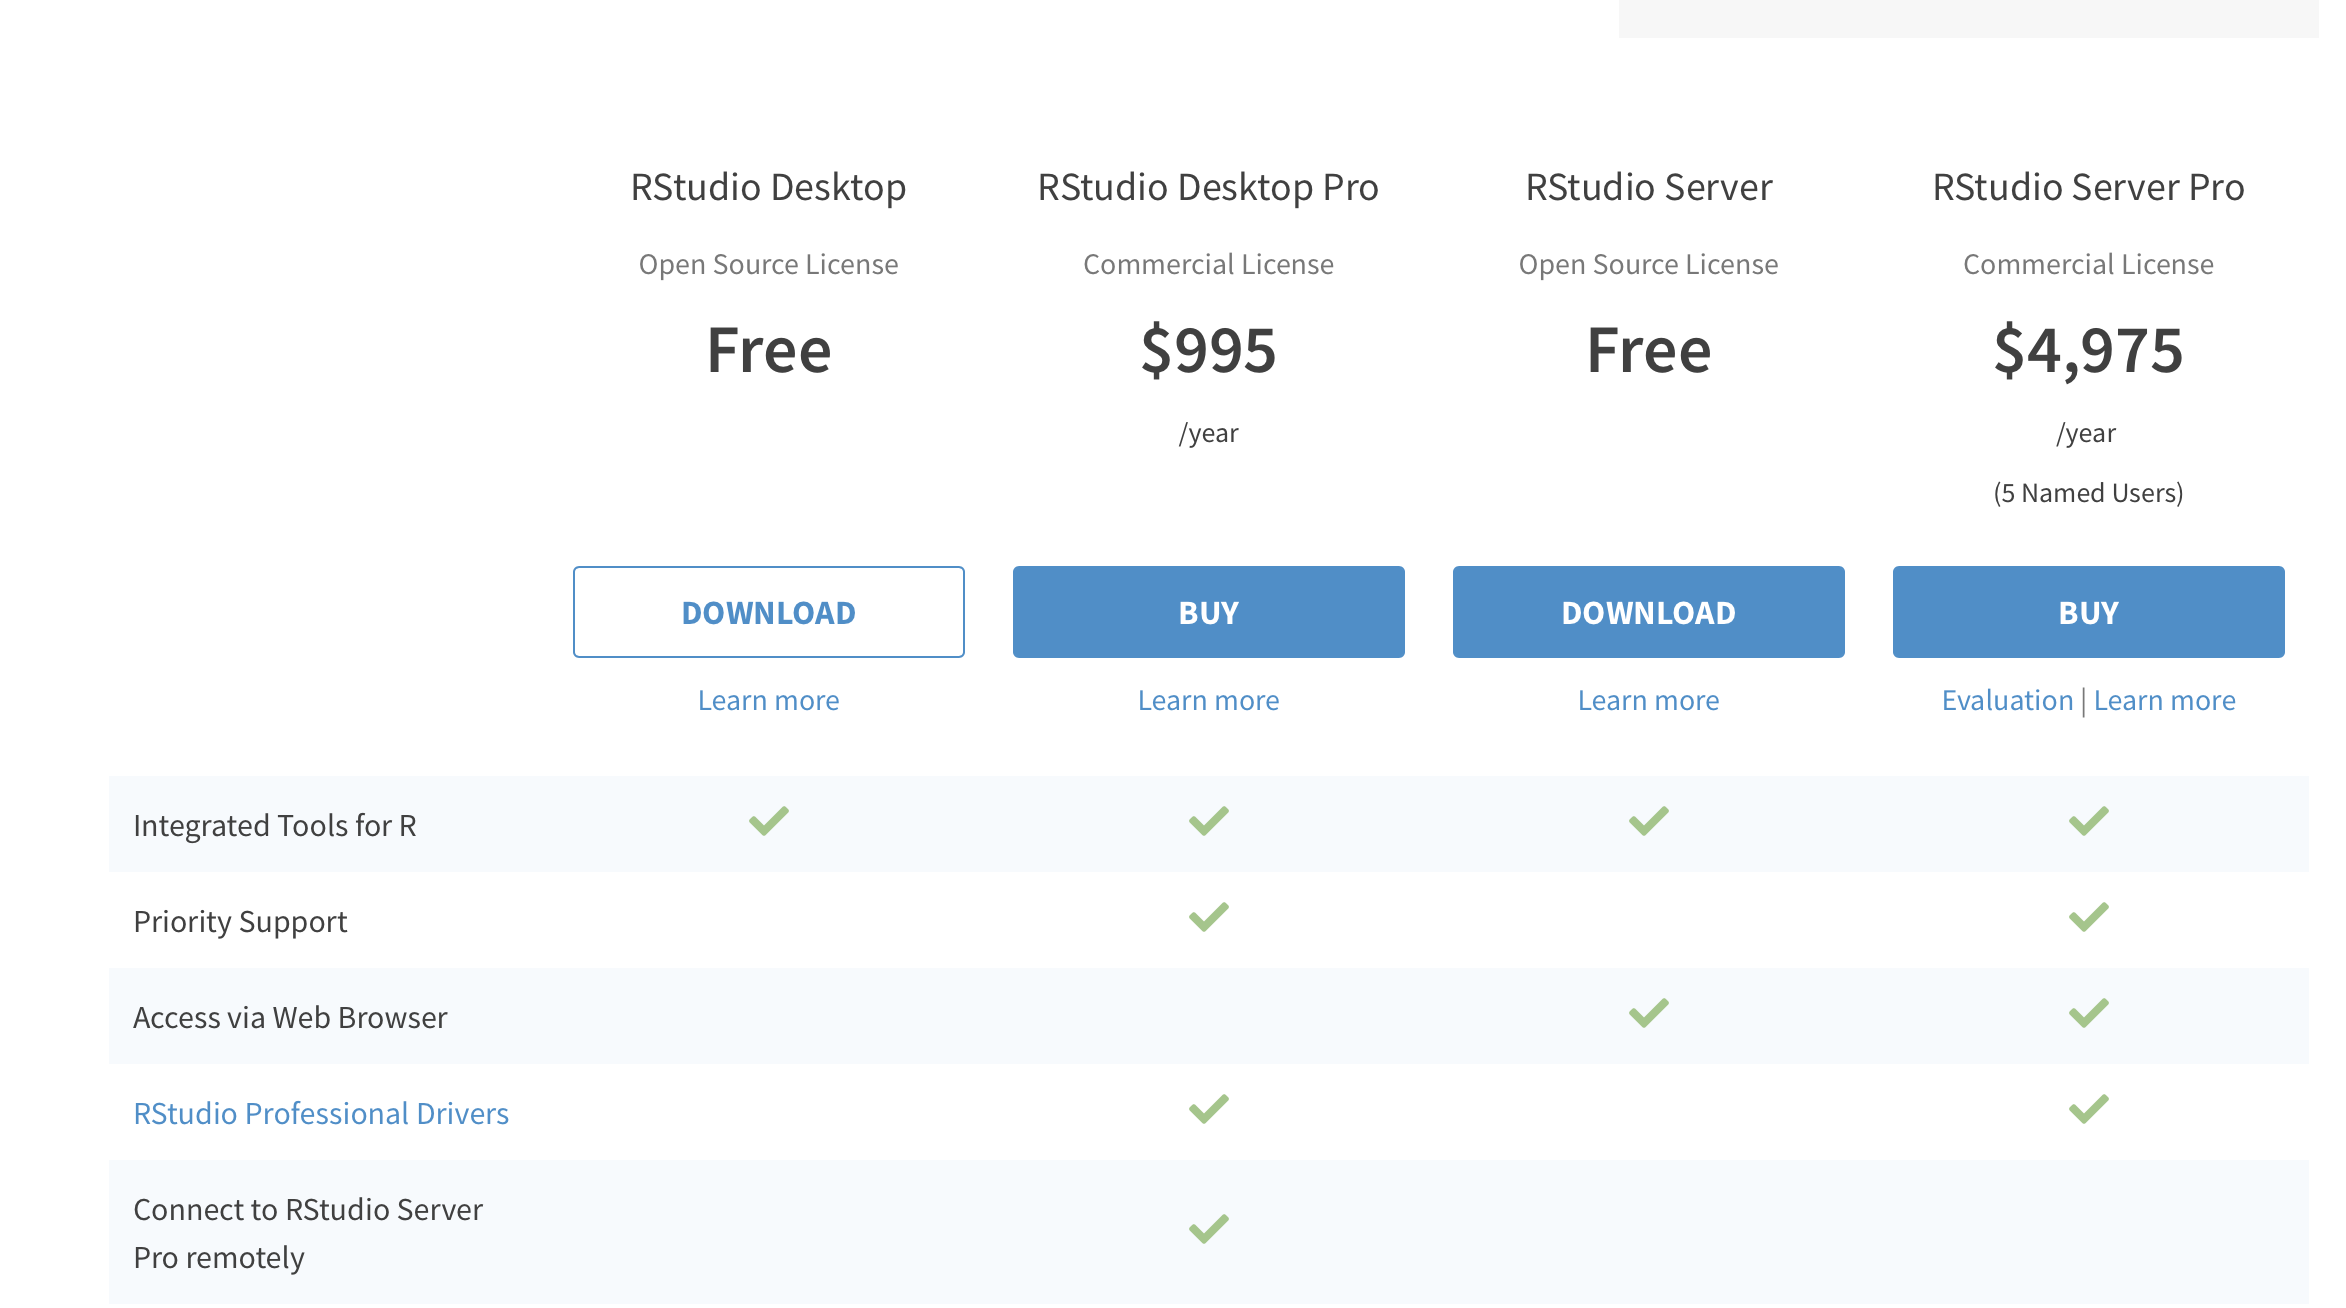 RStudio Desktop RStudio Desktop Pro RStudio Server RStudio Server Pro
Open Source License Commercial License Open Source License Commercial License
Free $995 Free $4,975
/year /year
(5 Named Users)
DOWNLOAD BUY DOWNLOAD BUY
Learn more Learn more Learn more Evaluation | Learn more
Integrated Tools for R
Priority Support
Access via Web Browser
RStudio Professional Drivers
Connect to RStudio Server
Pro remotely